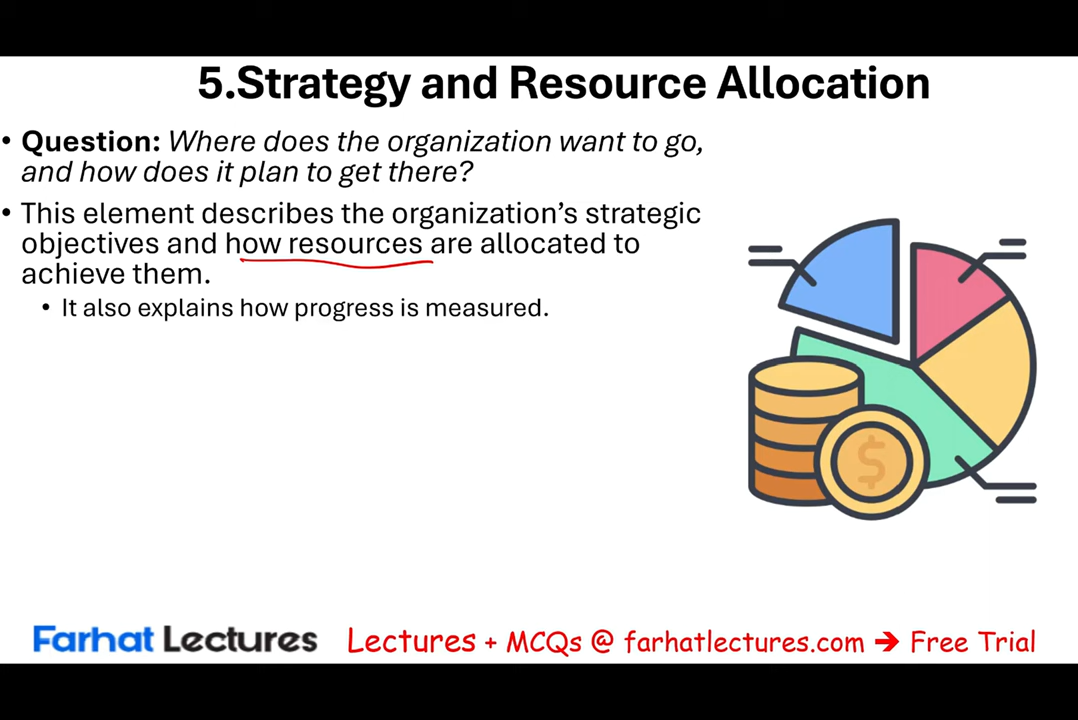 5.Strategy and Resource Allocation
• Question: Where does the organization want to go,
and how does it plan to get there?
• This element describes the organization’s strategic
objectives and how resources are allocated to
achieve them.
• It also explains how progress is measured.
$
Farhat Lectures Lectures + MCQs @ farhatlectures.com → Free Trial